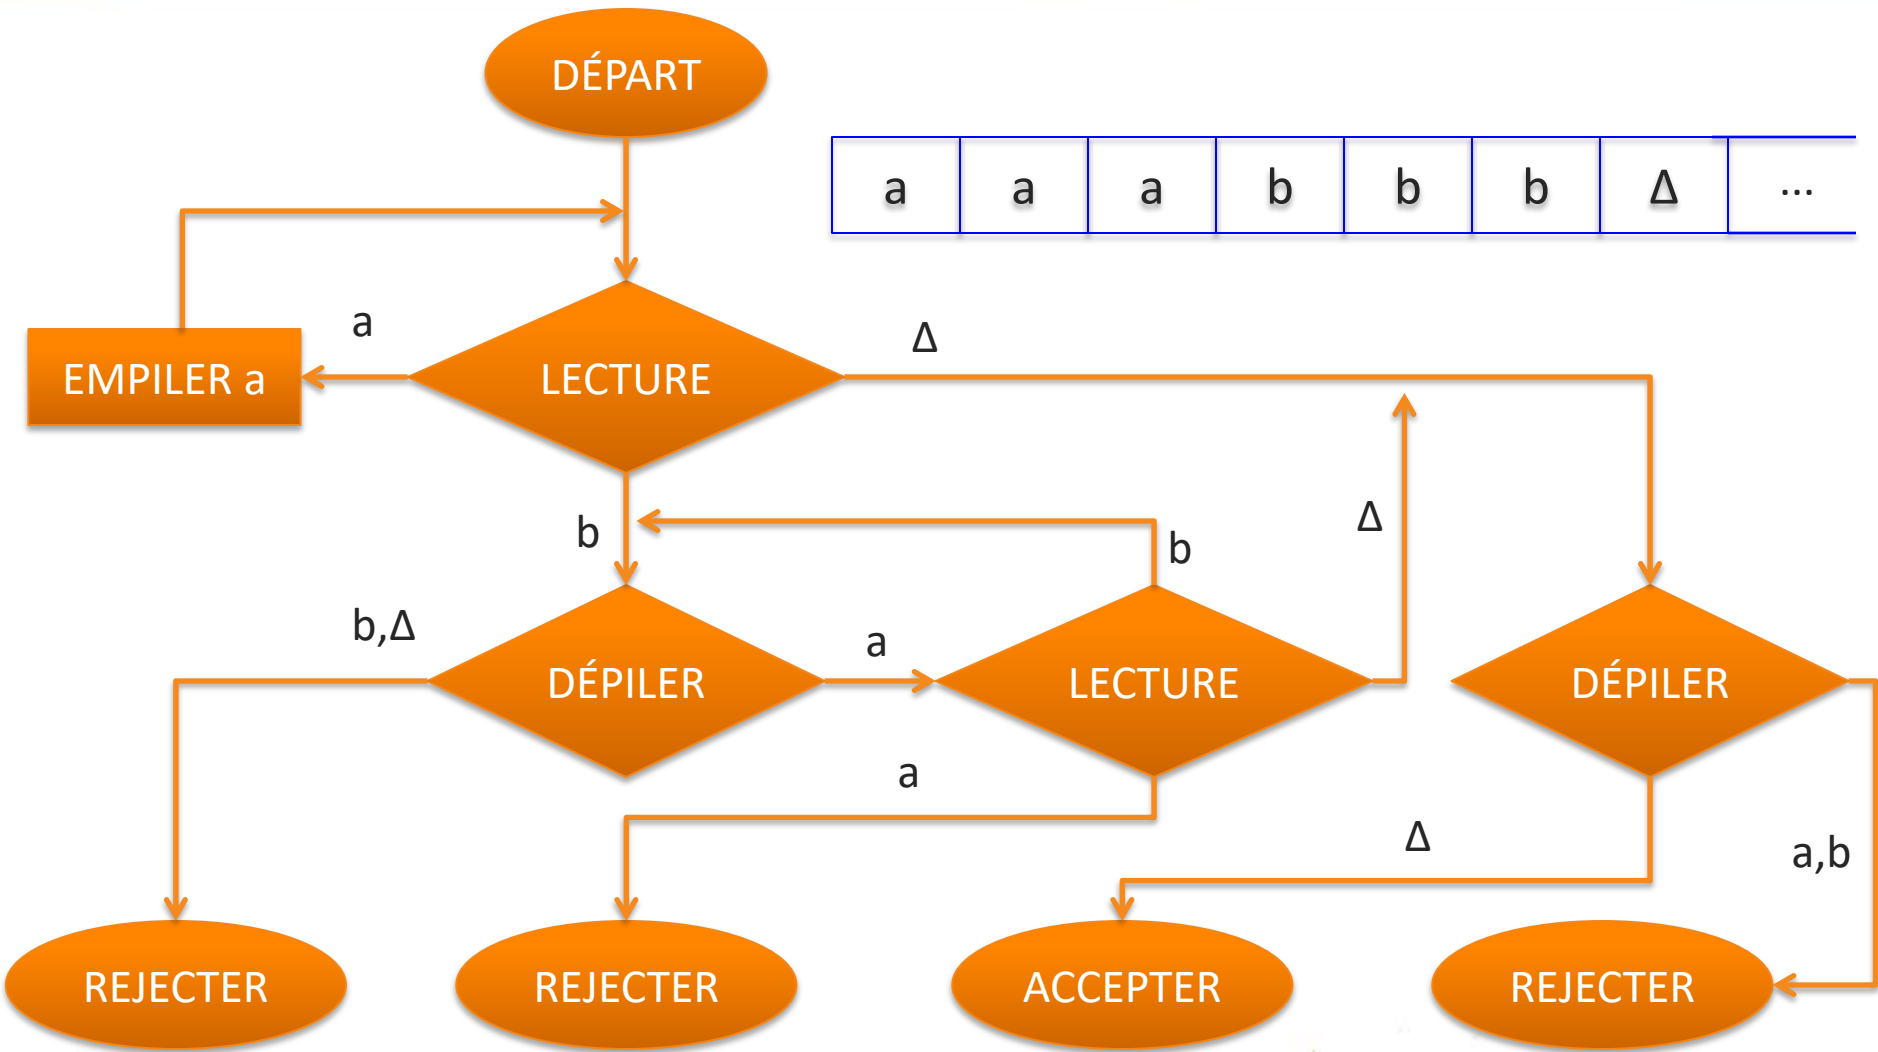 DÉPART
a a a b b b Δ ...
a
Δ
EMPILER a
LECTURE
b
b
Δ
b,Δ
a
DÉPILER
LECTURE
DÉPILER
a
Δ
a,b
REJECTER
REJECTER
ACCEPTER
REJECTER